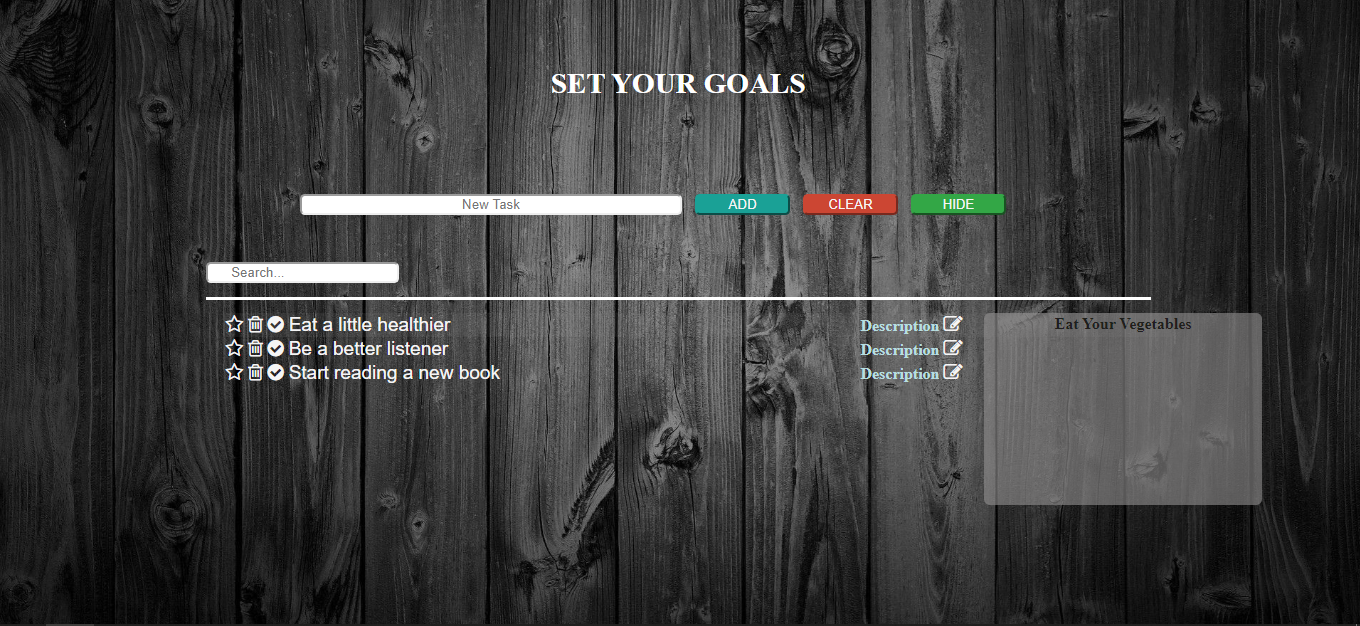 SET YOUR GOALS
New Task ADD CLEAR HIDE
Search...
Eat a little healthier Description Eat Your Vegetables
Be a better listener Description
Start reading a new book Description